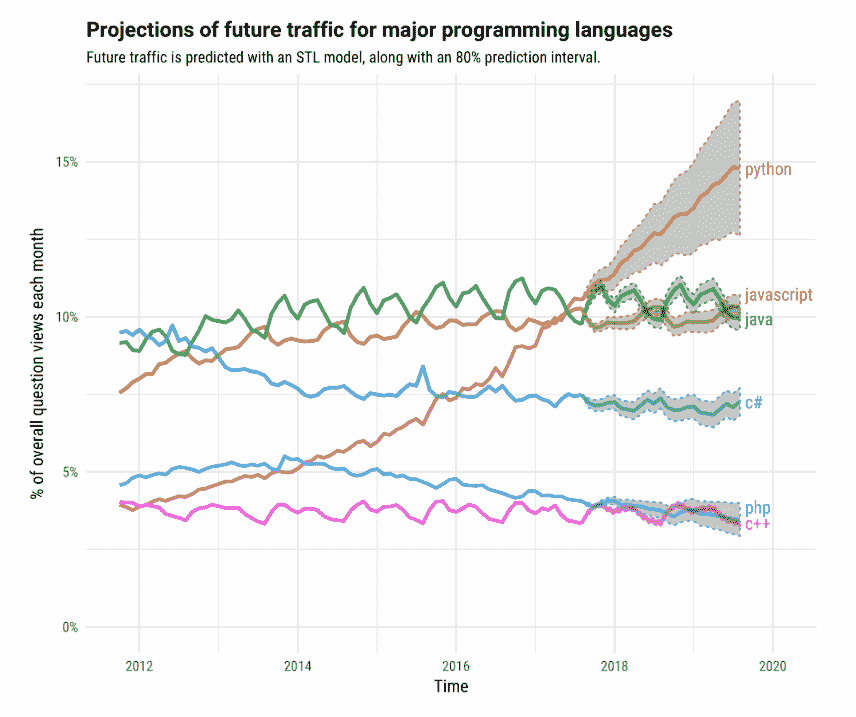 Projections of future traffic for major programming languages
Future traffic is predicted with an STL model, along with an 80% prediction interval.
% of overall question views each month
15%
10%
5%
0%
python
javascript
java
c#
php
c++
2012
2014
2016
2018
2020
Time